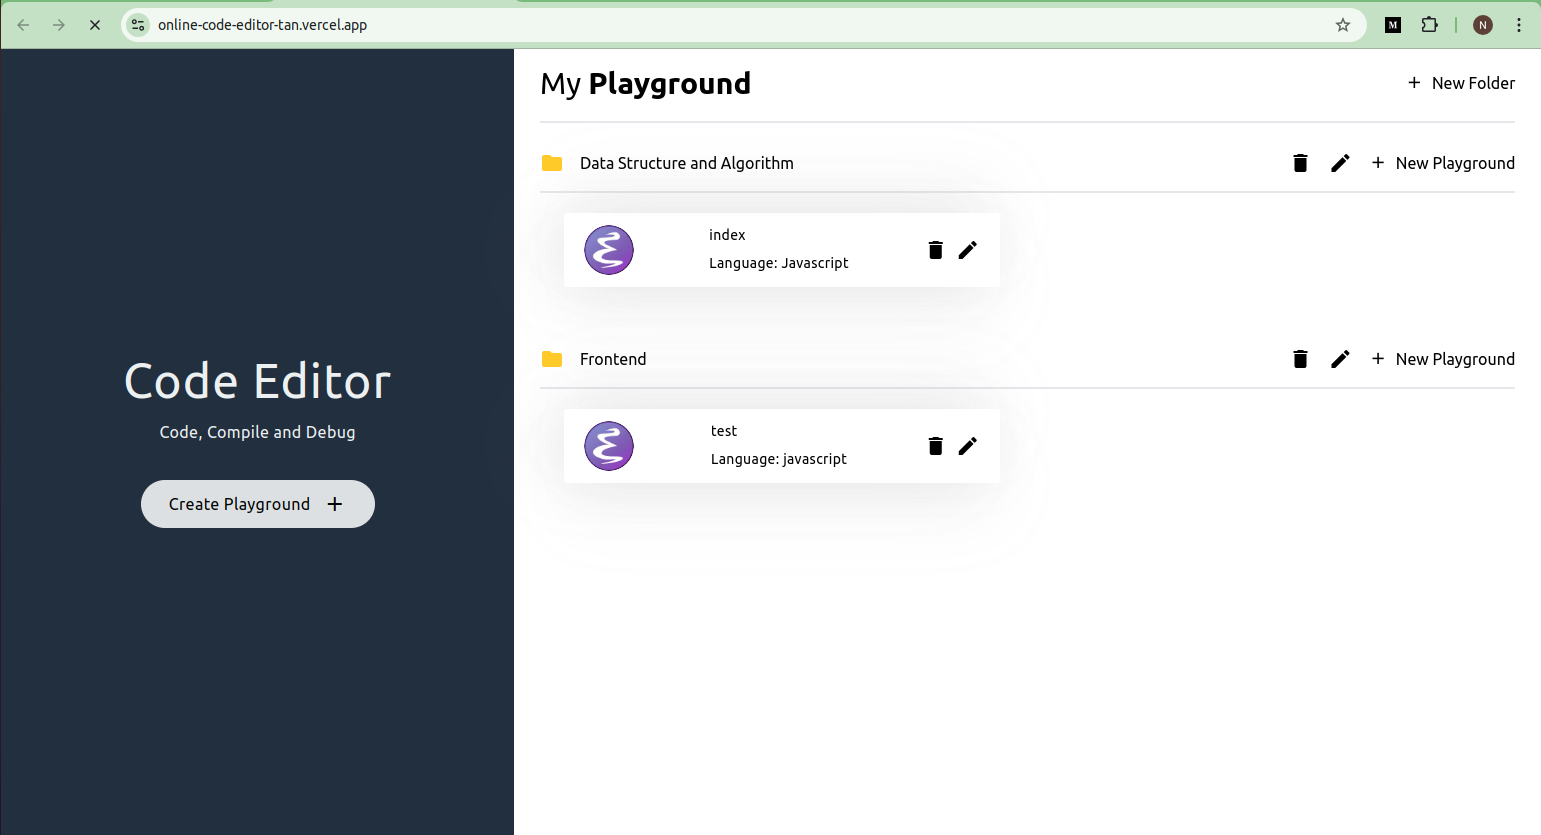 online-code-editor-tan.vercel.app
M
N
Code Editor
Code, Compile and Debug
Create Playground
My Playground
New Folder
Data Structure and Algorithm
New Playground
index
Language: Javascript
Frontend
New Playground
test
Language: javascript